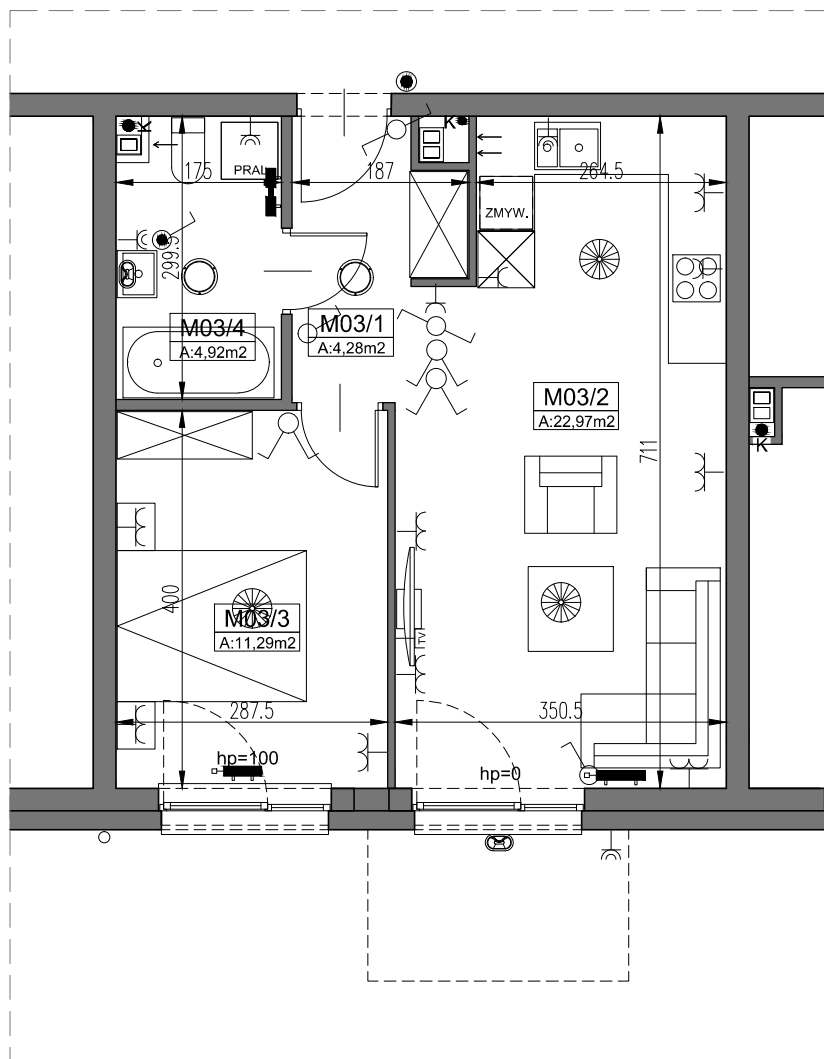 K
K
PRAL
175
187
264.5
ZMYW.
299.5
M03/4
A:4,92m2
M03/1
A:4,28m2
M03/2
A:22,97m2
711
K
400
M03/3
A:11,29m2
TV
287.5
350.5
hp=100
hp=0